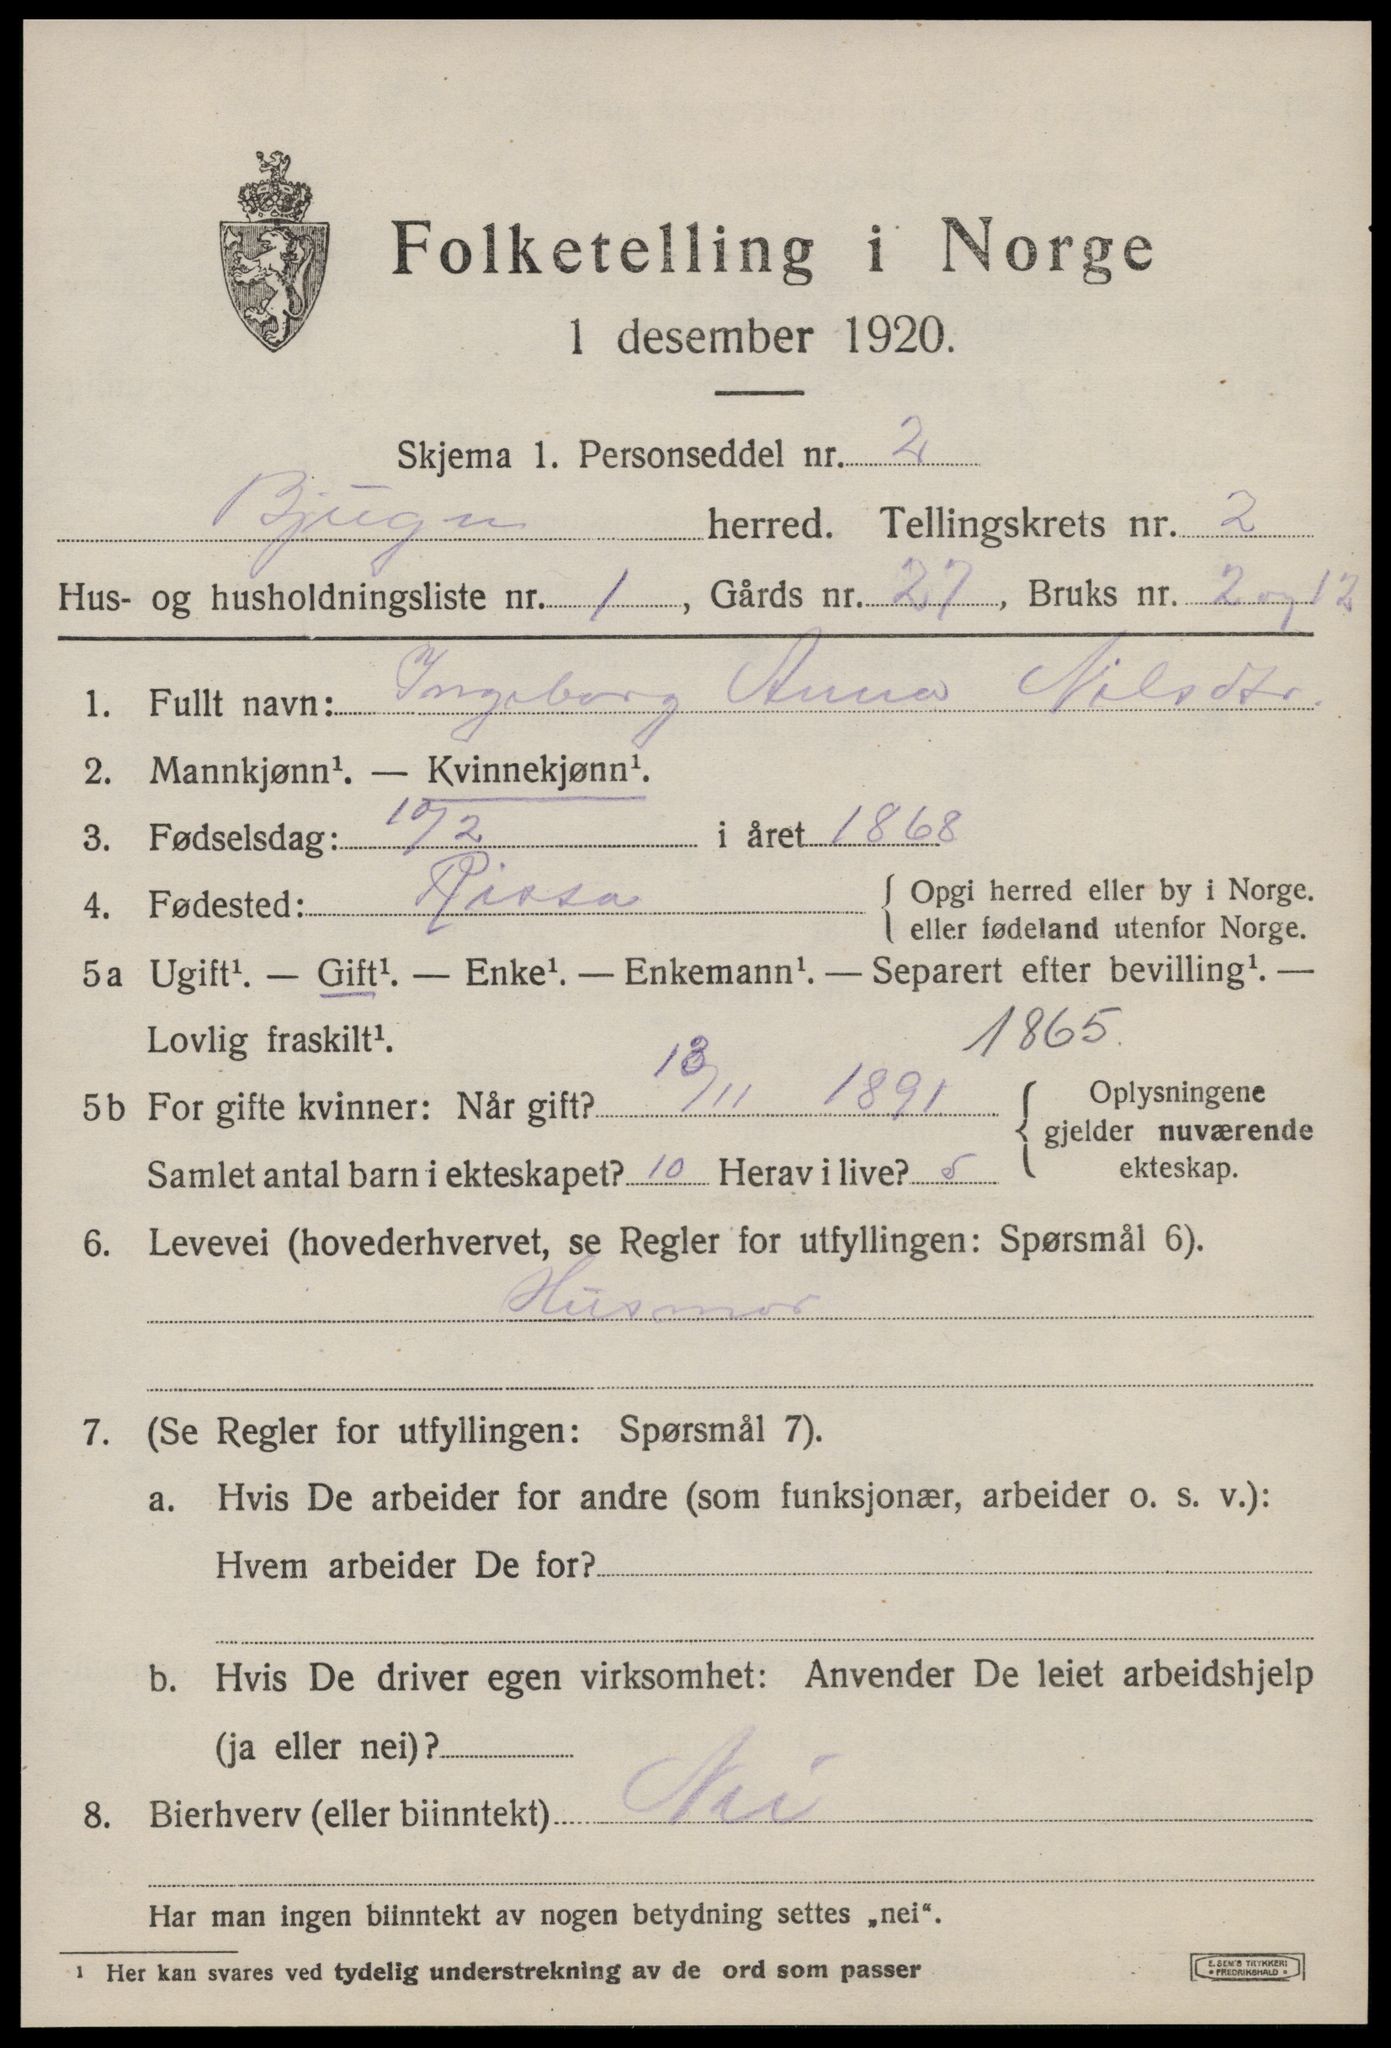 Folketelling i Norge
1 desember 1920.
Skjema 1. Personseddel nr. 2
Bjugn herred. Tellingskrets nr. 2
Hus- og husholdningsliste nr. 1, Gårds nr. 27, Bruks nr. 2 og 12
1. Fullt navn: Ingeborg Anna Nilsdtr.
2. Mannkjønn¹. — Kvinnekjønn¹.
3. Fødselsdag: 10/2 i året 1868
4. Fødested: Rissa { Opgi herred eller by i Norge.
eller fødeland utenfor Norge.
5a Ugift¹. — Gift¹. — Enke¹. — Enkemann¹. — Separert efter bevilling¹. —
Lovlig fraskilt¹. 1865.
5b For gifte kvinner: Når gift? 13/11 1891
Samlet antal barn i ekteskapet? 10 Herav i live? 5
{ Oplysningene
gjelder nuværende
ekteskap.
6. Levevei (hovederhvervet, se Regler for utfyllingen: Spørsmål 6).
Husmor
7. (Se Regler for utfyllingen: Spørsmål 7).
a. Hvis De arbeider for andre (som funksjonær, arbeider o. s. v.):
Hvem arbeider De for?
b. Hvis De driver egen virksomhet: Anvender De leiet arbeidshjelp
(ja eller nei)?
8. Bierhverv (eller biinntekt) Nei
Har man ingen biinntekt av nogen betydning settes „nei“.
¹ Her kan svares ved tydelig understrekning av de ord som passer
E. SEM'S TRYKKERI
• FREDRIKSHALD •